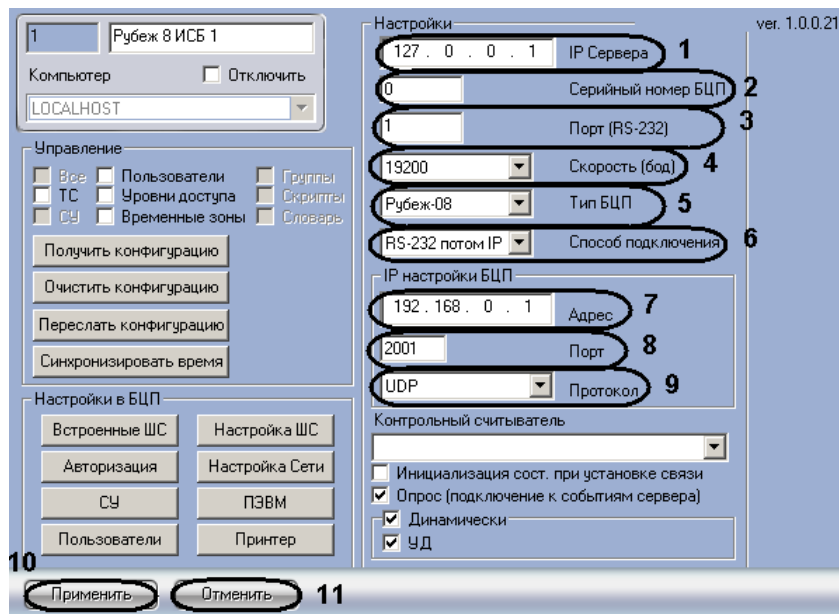 1 Рубеж 8 ИСБ 1
Компьютер Отключить
LOCALHOST
Управление
Все Пользователи Группы
ТС Уровни доступа Скрипты
СУ Временные зоны Словарь
Получить конфигурацию
Очистить конфигурацию
Переслать конфигурацию
Синхронизировать время
Настройки в БЦП
Встроенные ШС Настройка ШС
Авторизация Настройка Сети
СУ ПЭВМ
Пользователи Принтер
Настройки
127 . 0 . 0 . 1 IP Сервера 1
0 Серийный номер БЦП 2
1 Порт (RS-232) 3
19200 Скорость (бод) 4
Рубеж-08 Тип БЦП 5
RS-232 потом IP Способ подключения 6
IP настройки БЦП
192 . 168 . 0 . 1 Адрес 7
2001 Порт 8
UDP Протокол 9
Контрольный считыватель
Инициализация сост. при установке связи
Опрос (подключение к событиям сервера)
Динамически
УД
ver. 1.0.0.21
10
Применить Отменить 11